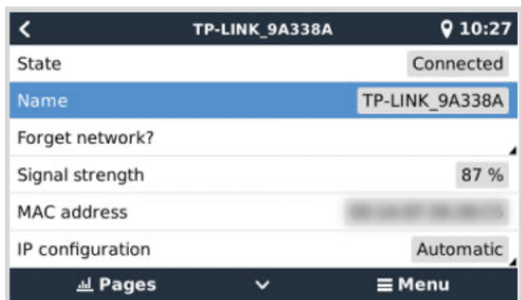 TP-LINK_9A338A 10:27
State Connected
Name TP-LINK_9A338A
Forget network?
Signal strength 87 %
MAC address
IP configuration Automatic
Pages Menu